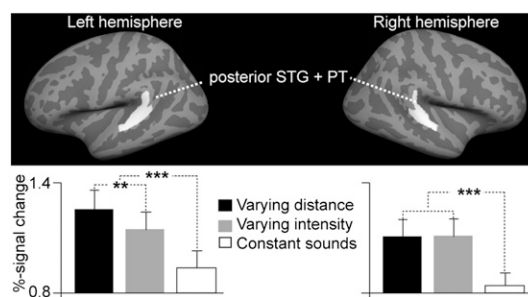 Left hemisphere
Right hemisphere
posterior STG + PT
%-signal change
1.4
0.8
**
***
Varying distance
Varying intensity
Constant sounds
***